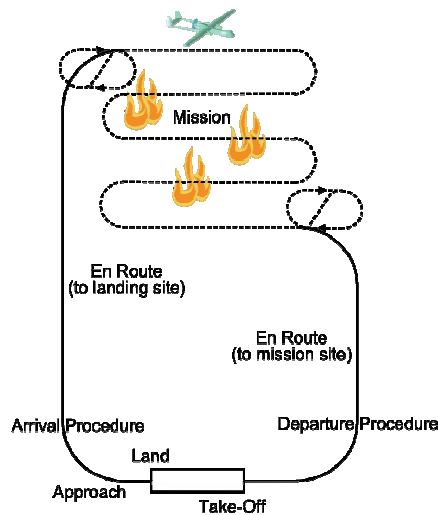 Mission
En Route
(to landing site)
En Route
(to mission site)
Arrival Procedure
Departure Procedure
Land
Approach
Take-Off